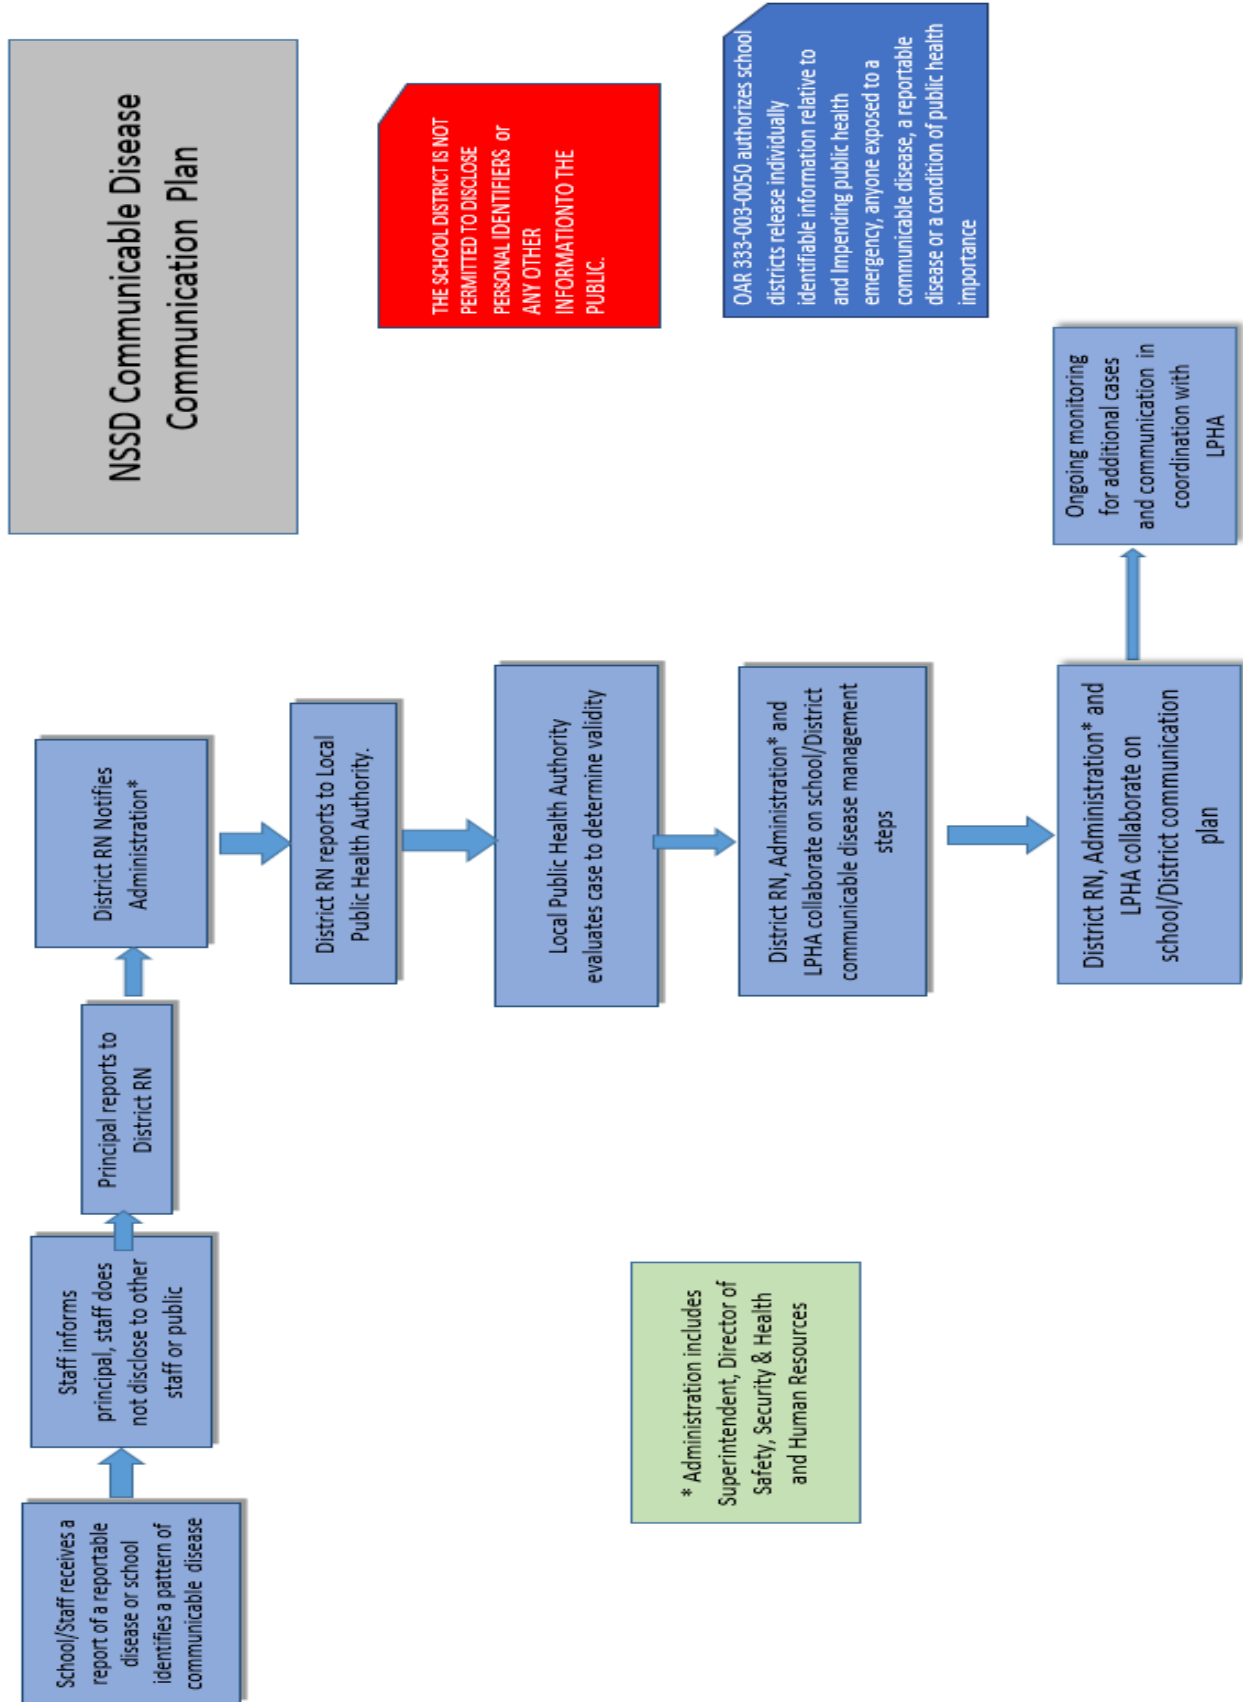 NSSD Communicable Disease
Communication Plan
School/Staff receives a
report of a reportable
disease or school
identifies a pattern of
communicable disease
Staff informs
principal, staff does
not disclose to other
staff or public
Principal reports to
District RN
District RN Notifies
Administration*
District RN reports to Local
Public Health Authority.
Local Public Health Authority
evaluates case to determine validity
District RN, Administration* and
LPHA collaborate on school/District
communicable disease management
steps
District RN, Administration* and
LPHA collaborate on
school/District communication
plan
Ongoing monitoring
for additional cases
and communication in
coordination with
LPHA
* Administration includes
Superintendent, Director of
Safety, Security & Health
and Human Resources
THE SCHOOL DISTRICT IS NOT
PERMITTED TO DISCLOSE
PERSONAL IDENTIFIERS or
ANY OTHER
INFORMATIONTO THE
PUBLIC.
OAR 333-003-0050 authorizes school
districts release individually
identifiable information relative to
and Impending public health
emergency, anyone exposed to a
communicable disease, a reportable
disease or a condition of public health
importance